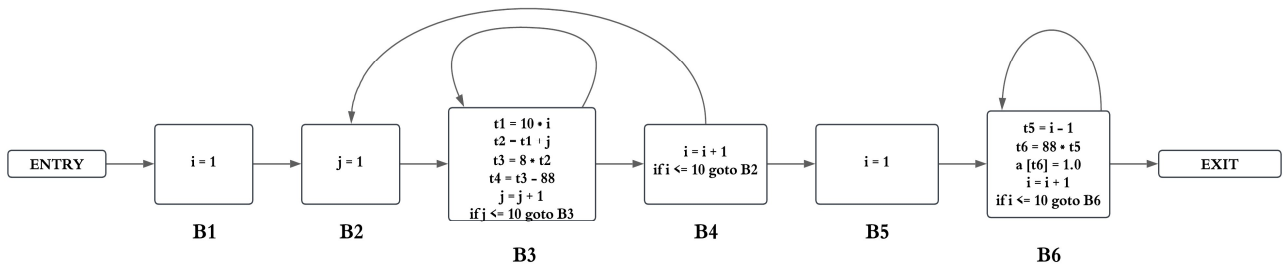 ENTRY
i = 1
B1
j = 1
B2
t1 = 10 * i
t2 = t1 + j
t3 = 8 * t2
t4 = t3 - 88
j = j + 1
if j <= 10 goto B3
B3
i = i + 1
if i <= 10 goto B2
B4
i = 1
B5
t5 = i - 1
t6 = 88 * t5
a [t6] = 1.0
i = i + 1
if i <= 10 goto B6
B6
EXIT